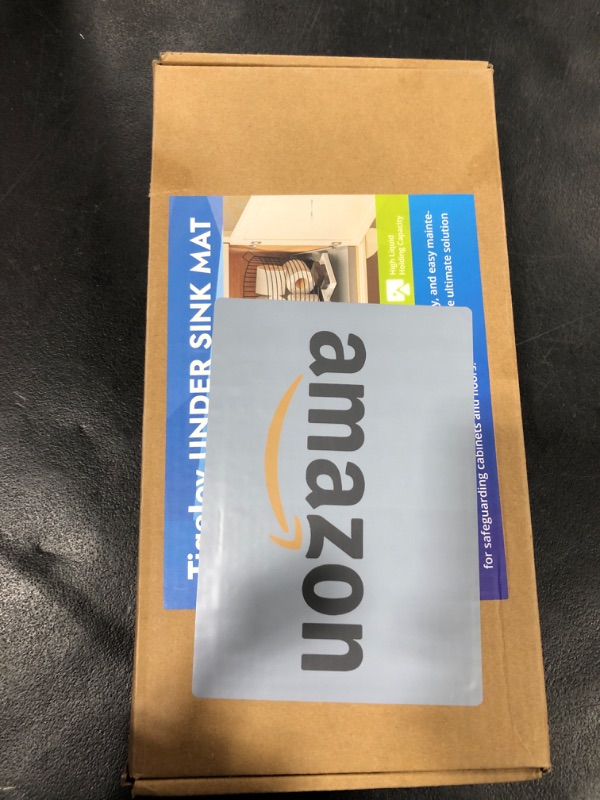 UNDER SINK MAT
High Liquid
Holding Capacity
y, and easy mainte-
e ultimate solution
for safeguarding cabinets and floors.
amazon